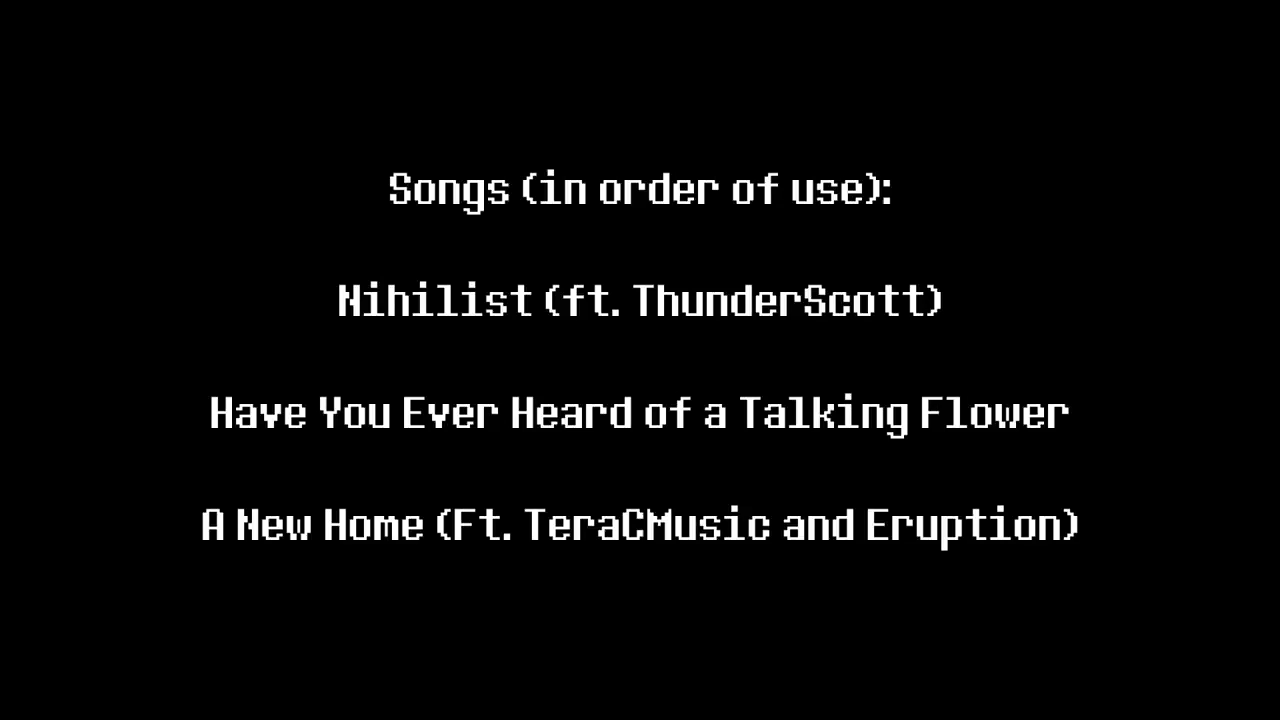 Songs (in order of use):
Nihilist (ft. ThunderScott)
Have You Ever Heard of a Talking Flower
A New Home (Ft. TeraCMusic and Eruption)